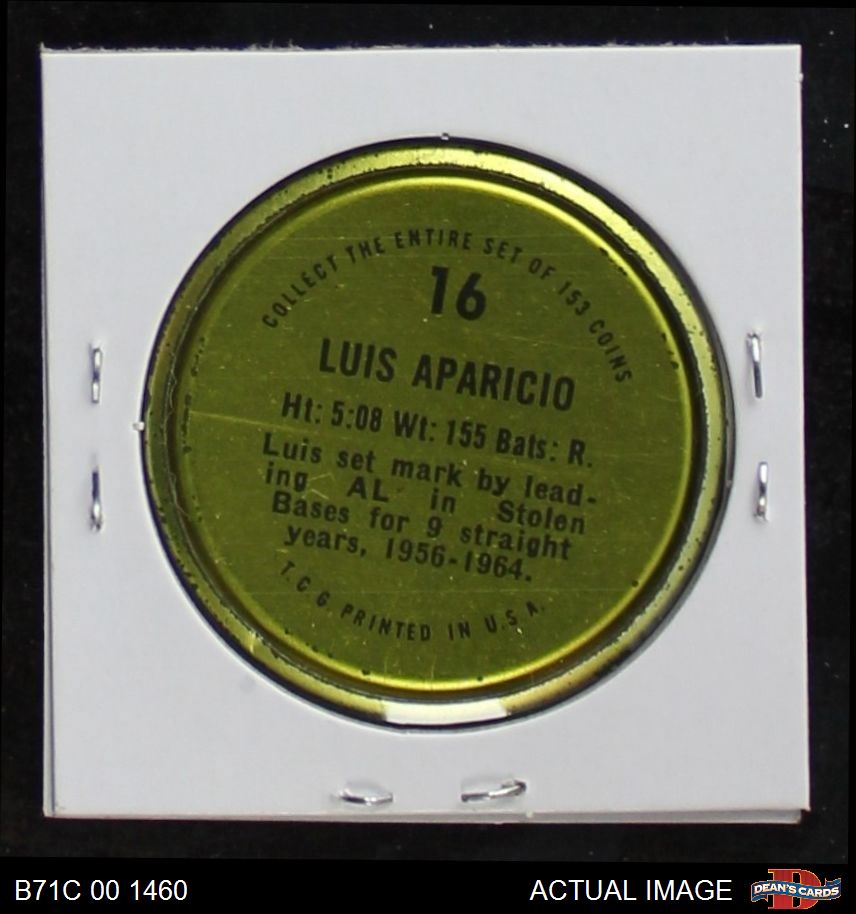 COLLECT THE ENTIRE SET OF 153 COINS
16
LUIS APARICIO
Ht: 5:08 Wt: 155 Bats: R.
Luis set mark by lead-
ing AL in Stolen
Bases for 9 straight
years, 1956-1964.
T.C.G. PRINTED IN U.S.A.
B71C 00 1460
ACTUAL IMAGE
D
DEAN'S CARDS